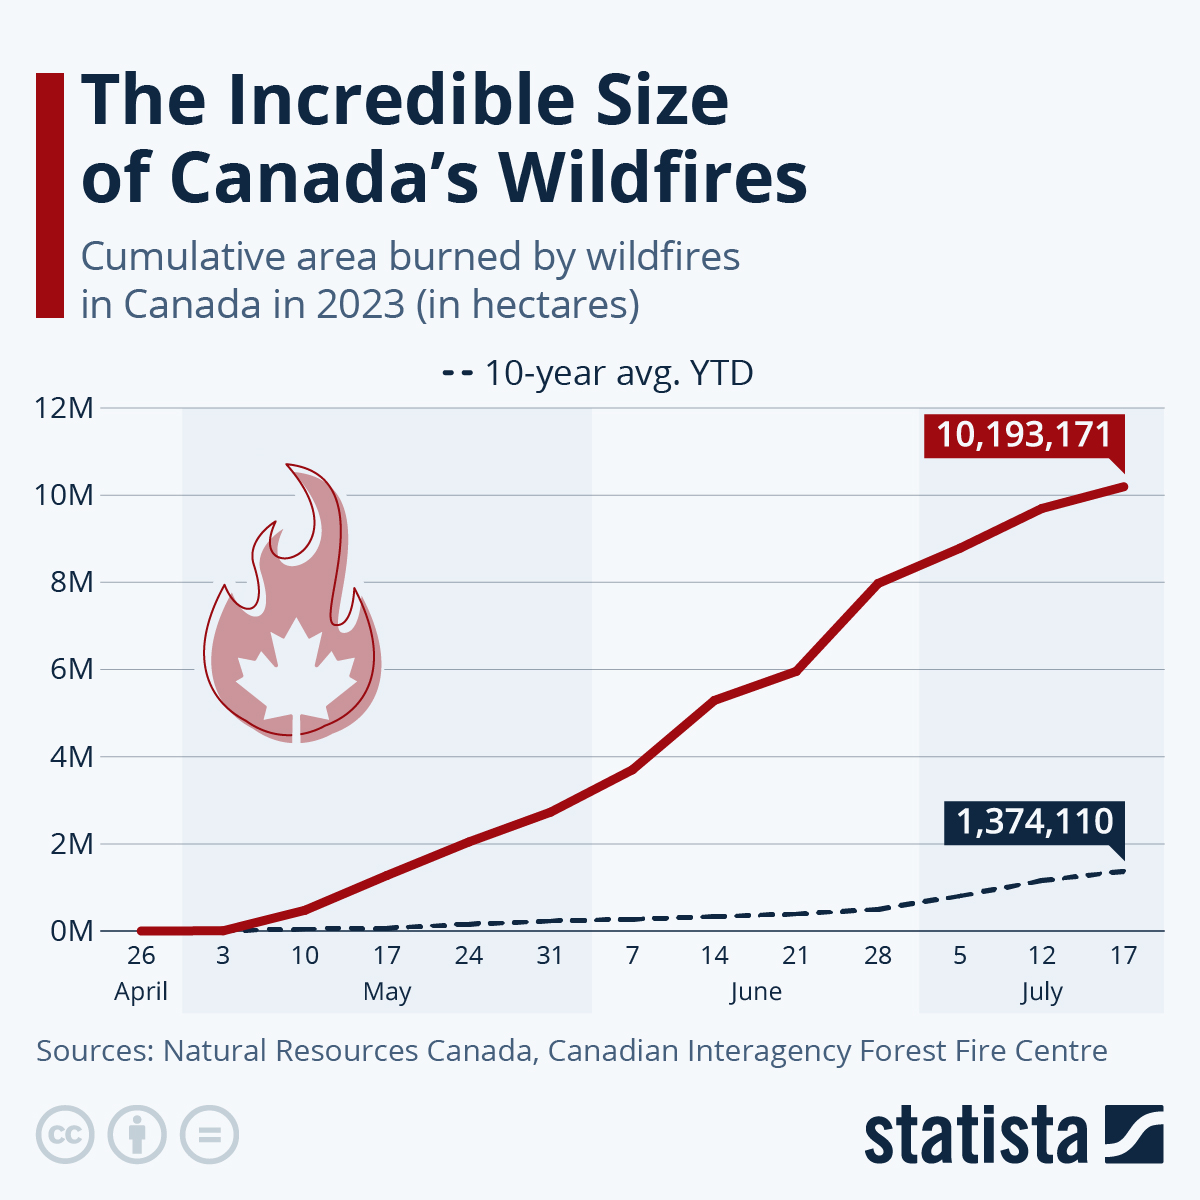 The Incredible Size
of Canada’s Wildfires
Cumulative area burned by wildfires
in Canada in 2023 (in hectares)
10-year avg. YTD
12M
10,193,171
10M
8M
6M
4M
1,374,110
2M
0M
26 3 10 17 24 31 7 14 21 28 5 12 17
April May June July
Sources: Natural Resources Canada, Canadian Interagency Forest Fire Centre
cc
statista